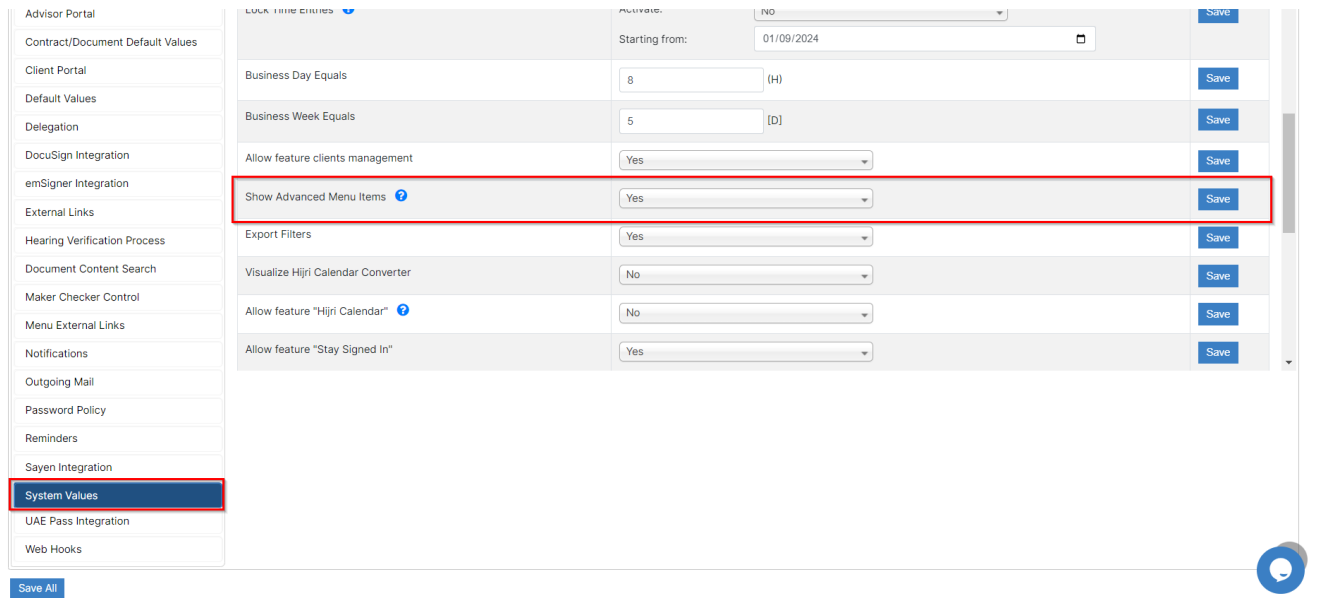 Advisor Portal
Contract/Document Default Values
Client Portal
Default Values
Delegation
DocuSign Integration
emSigner Integration
External Links
Hearing Verification Process
Document Content Search
Maker Checker Control
Menu External Links
Notifications
Outgoing Mail
Password Policy
Reminders
Sayen Integration
System Values
UAE Pass Integration
Web Hooks
Save All
Lock Time Entries ? Activate: No Save
Starting from: 01/09/2024
Business Day Equals 8 (H) Save
Business Week Equals 5 [D] Save
Allow feature clients management Yes Save
Show Advanced Menu Items ? Yes Save
Export Filters Yes Save
Visualize Hijri Calendar Converter No Save
Allow feature "Hijri Calendar" ? No Save
Allow feature "Stay Signed In" Yes Save